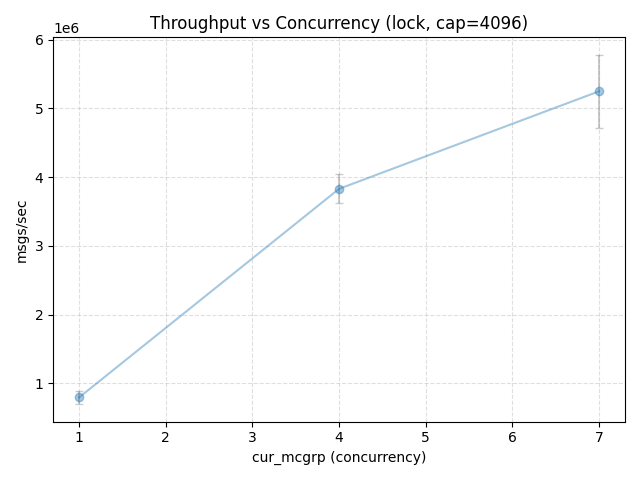 Throughput vs Concurrency (lock, cap=4096)
1e6
6
5
4
3
2
1
msgs/sec
1 2 3 4 5 6 7
cur_mcgrp (concurrency)